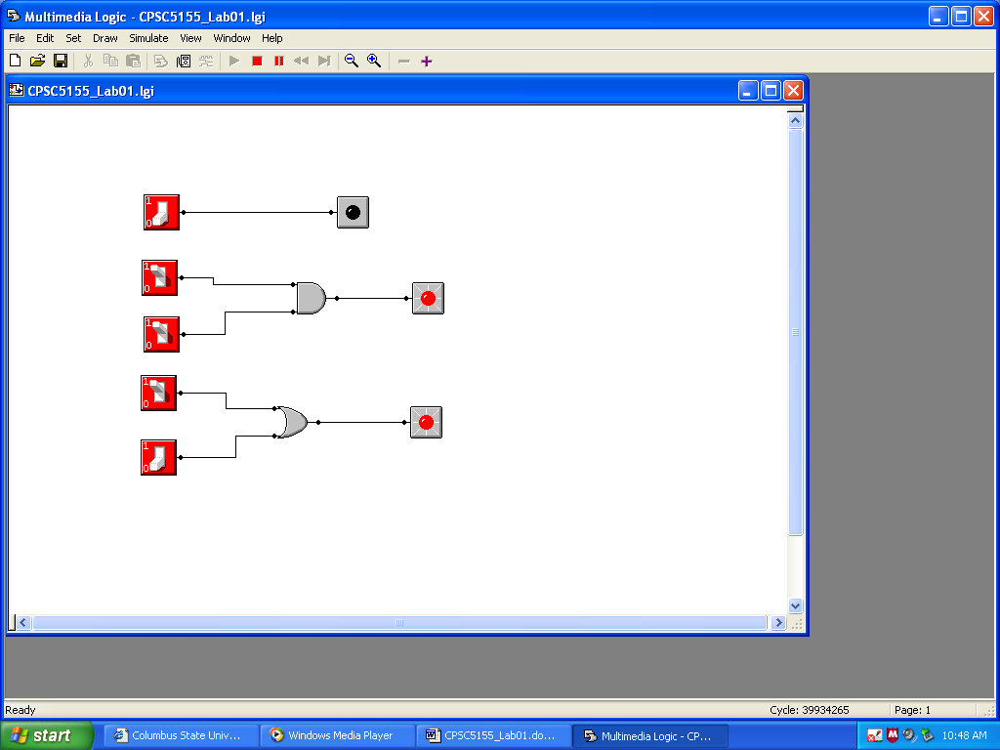 Multimedia Logic - CPSC5155_Lab01.lgi
File Edit Set Draw Simulate View Window Help
CPSC5155_Lab01.lgi
1
0
1
0
1
0
1
0
1
0
Ready Cycle: 39934265 Page: 1
start Columbus State Univ... Windows Media Player CPSC5155_Lab01.do... Multimedia Logic - CP... 10:48 AM